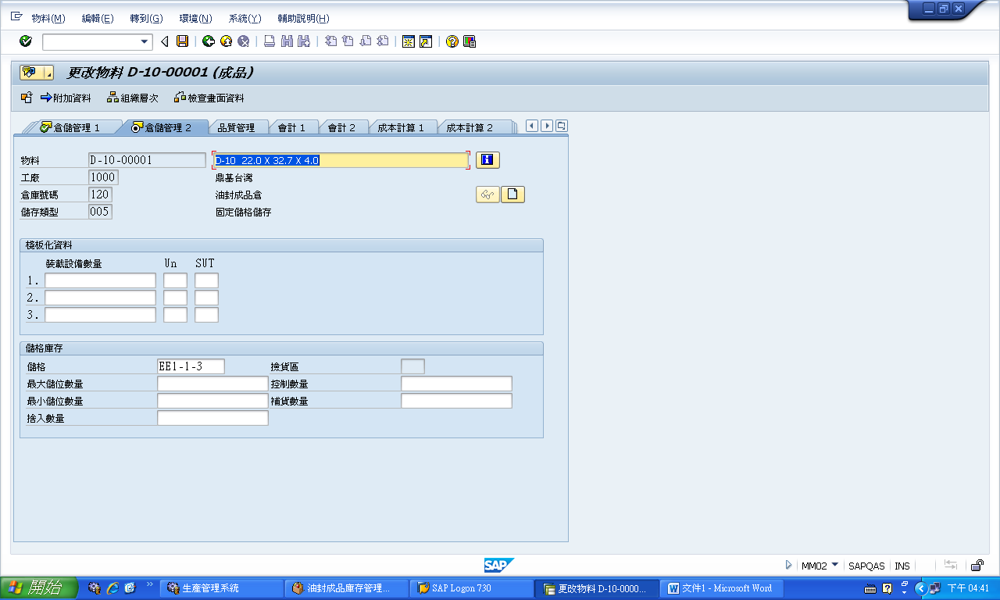 物料(M) 編輯(E) 轉到(G) 環境(N) 系統(Y) 輔助說明(H)
更改物料 D-10-00001 (成品)
附加資料 組織層次 檢查畫面資料
倉儲管理 1 倉儲管理 2 品質管理 會計 1 會計 2 成本計算 1 成本計算 2
物料 D-10-00001 D-10 22.0 X 32.7 X 4.0
工廠 1000 鼎基台灣
倉庫號碼 120 油封成品倉
儲存類型 005 固定儲格儲存
棧板化資料
裝載設備數量 Un SUT
1.
2.
3.
儲格庫存
儲格 EE1-1-3 撿貨區
最大儲位數量 控制數量
最小儲位數量 補貨數量
捨入數量
SAP
MM02 SAPQAS INS
開始 生產管理系統 油封成品庫存管理... SAP Logon 730 更改物料 D-10-0000... 文件1 - Microsoft Word 下午 04:41